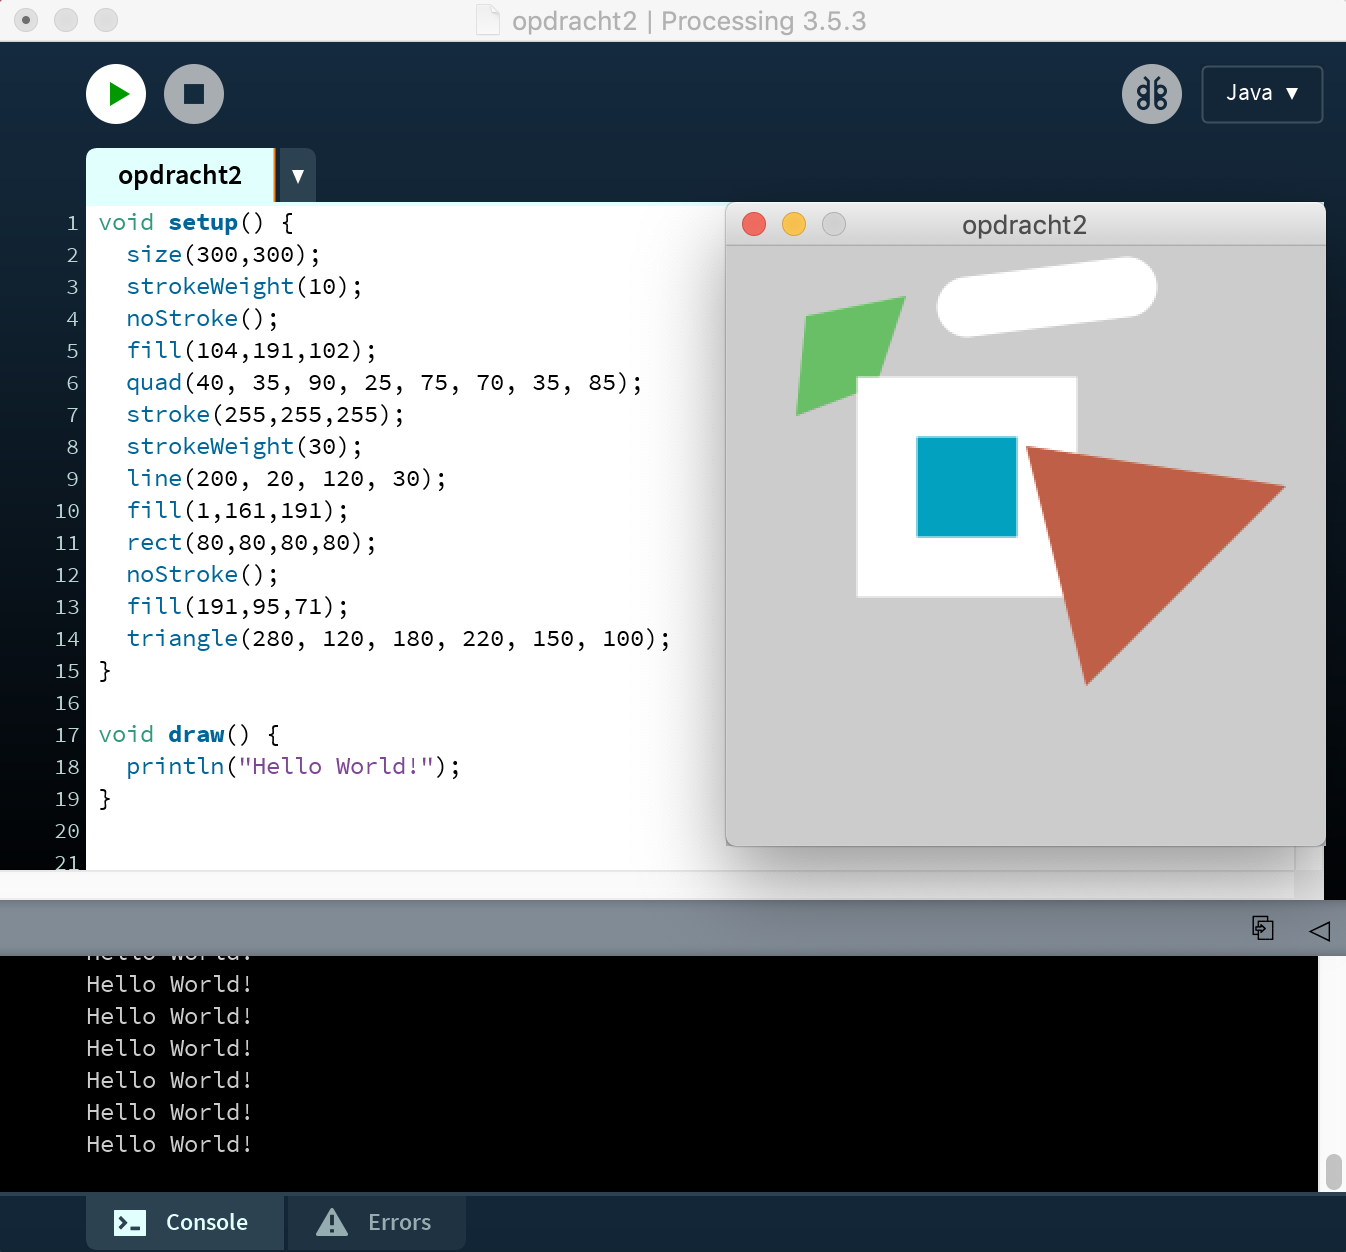 opdracht2 | Processing 3.5.3
Java ▼
opdracht2 ▼
1 void setup() {
2 size(300,300);
3 strokeWeight(10);
4 noStroke();
5 fill(104,191,102);
6 quad(40, 35, 90, 25, 75, 70, 35, 85);
7 stroke(255,255,255);
8 strokeWeight(30);
9 line(200, 20, 120, 30);
10 fill(1,161,191);
11 rect(80,80,80,80);
12 noStroke();
13 fill(191,95,71);
14 triangle(280, 120, 180, 220, 150, 100);
15 }
16
17 void draw() {
18 println("Hello World!");
19 }
20
21
opdracht2
Hello World!
Hello World!
Hello World!
Hello World!
Hello World!
Hello World!
Hello World!
Console
Errors